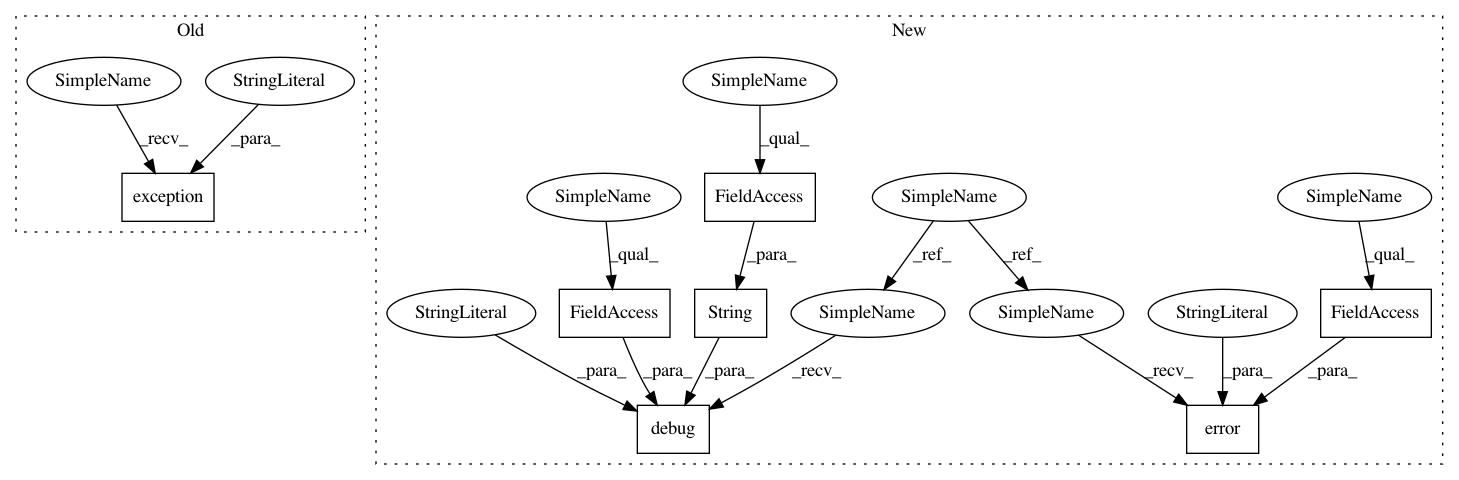 Old
New
SimpleName
StringLiteral
SimpleName
_recv_
_para_
_qual_
exception
SimpleName
FieldAccess
SimpleName
SimpleName
_qual_
_para_
_ref_
_ref_
_qual_
StringLiteral
FieldAccess
String
SimpleName
SimpleName
StringLiteral
FieldAccess
_para_
_para_
_para_
_recv_
_recv_
_para_
_para_
debug
error